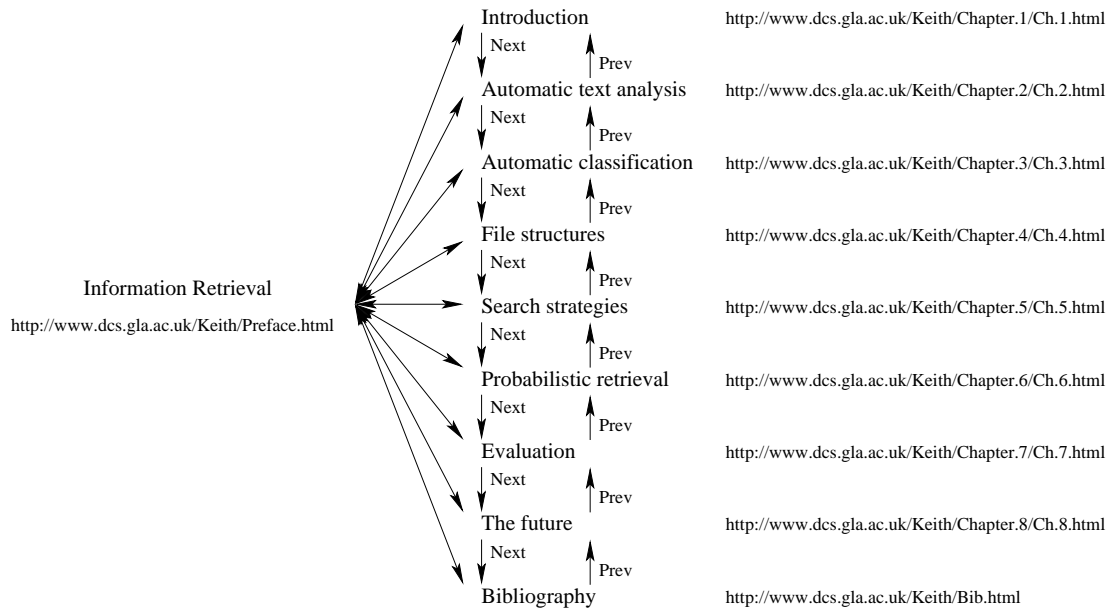 Introduction http://www.dcs.gla.ac.uk/Keith/Chapter.1/Ch.1.html
Next
Prev
Automatic text analysis http://www.dcs.gla.ac.uk/Keith/Chapter.2/Ch.2.html
Next
Prev
Automatic classification http://www.dcs.gla.ac.uk/Keith/Chapter.3/Ch.3.html
Next
Prev
File structures http://www.dcs.gla.ac.uk/Keith/Chapter.4/Ch.4.html
Next
Prev
Information Retrieval
Search strategies http://www.dcs.gla.ac.uk/Keith/Chapter.5/Ch.5.html
http://www.dcs.gla.ac.uk/Keith/Preface.html
Next
Prev
Probabilistic retrieval http://www.dcs.gla.ac.uk/Keith/Chapter.6/Ch.6.html
Next
Prev
Evaluation http://www.dcs.gla.ac.uk/Keith/Chapter.7/Ch.7.html
Next
Prev
The future http://www.dcs.gla.ac.uk/Keith/Chapter.8/Ch.8.html
Next
Prev
Bibliography http://www.dcs.gla.ac.uk/Keith/Bib.html